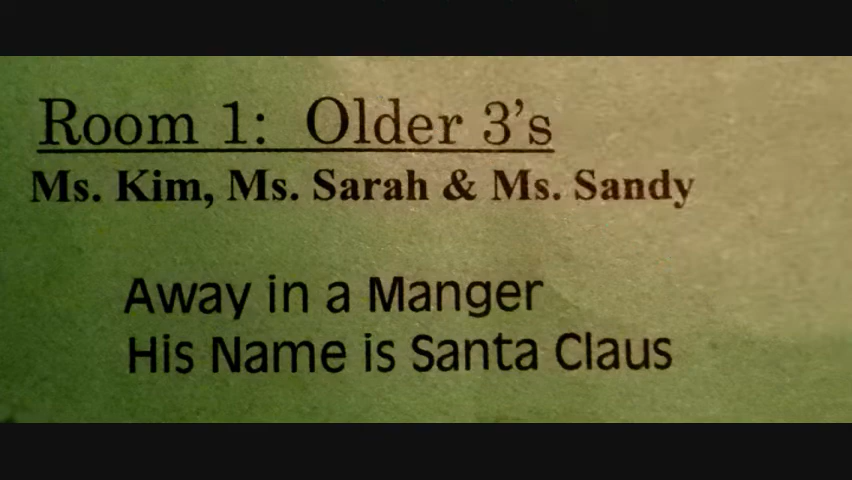 Room 1: Older 3's
Ms. Kim, Ms. Sarah & Ms. Sandy
Away in a Manger
His Name is Santa Claus